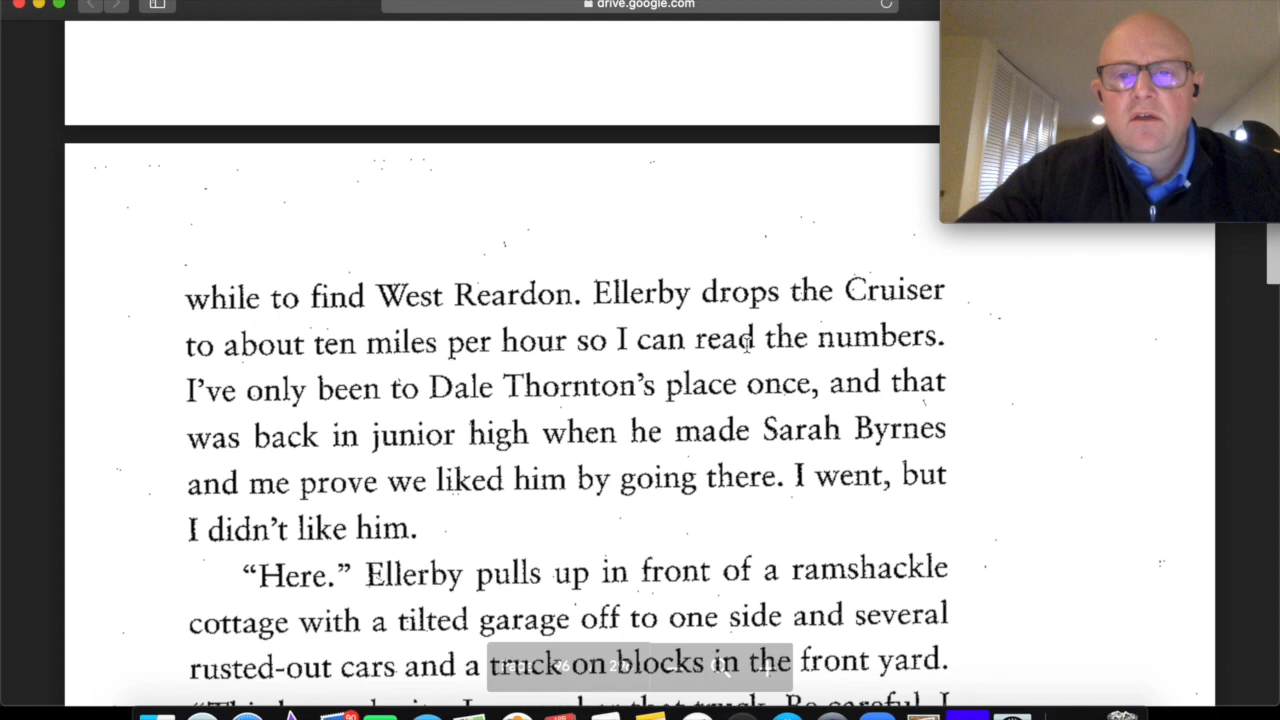 drive.google.com
while to find West Reardon. Ellerby drops the Cruiser
to about ten miles per hour so I can read the numbers.
I've only been to Dale Thornton's place once, and that
was back in junior high when he made Sarah Byrnes
and me prove we liked him by going there. I went, but
I didn't like him.
“Here.” Ellerby pulls up in front of a ramshackle
cottage with a tilted garage off to one side and several
rusted-out cars and a truck on blocks in the front yard.
that truck. Be careful. I